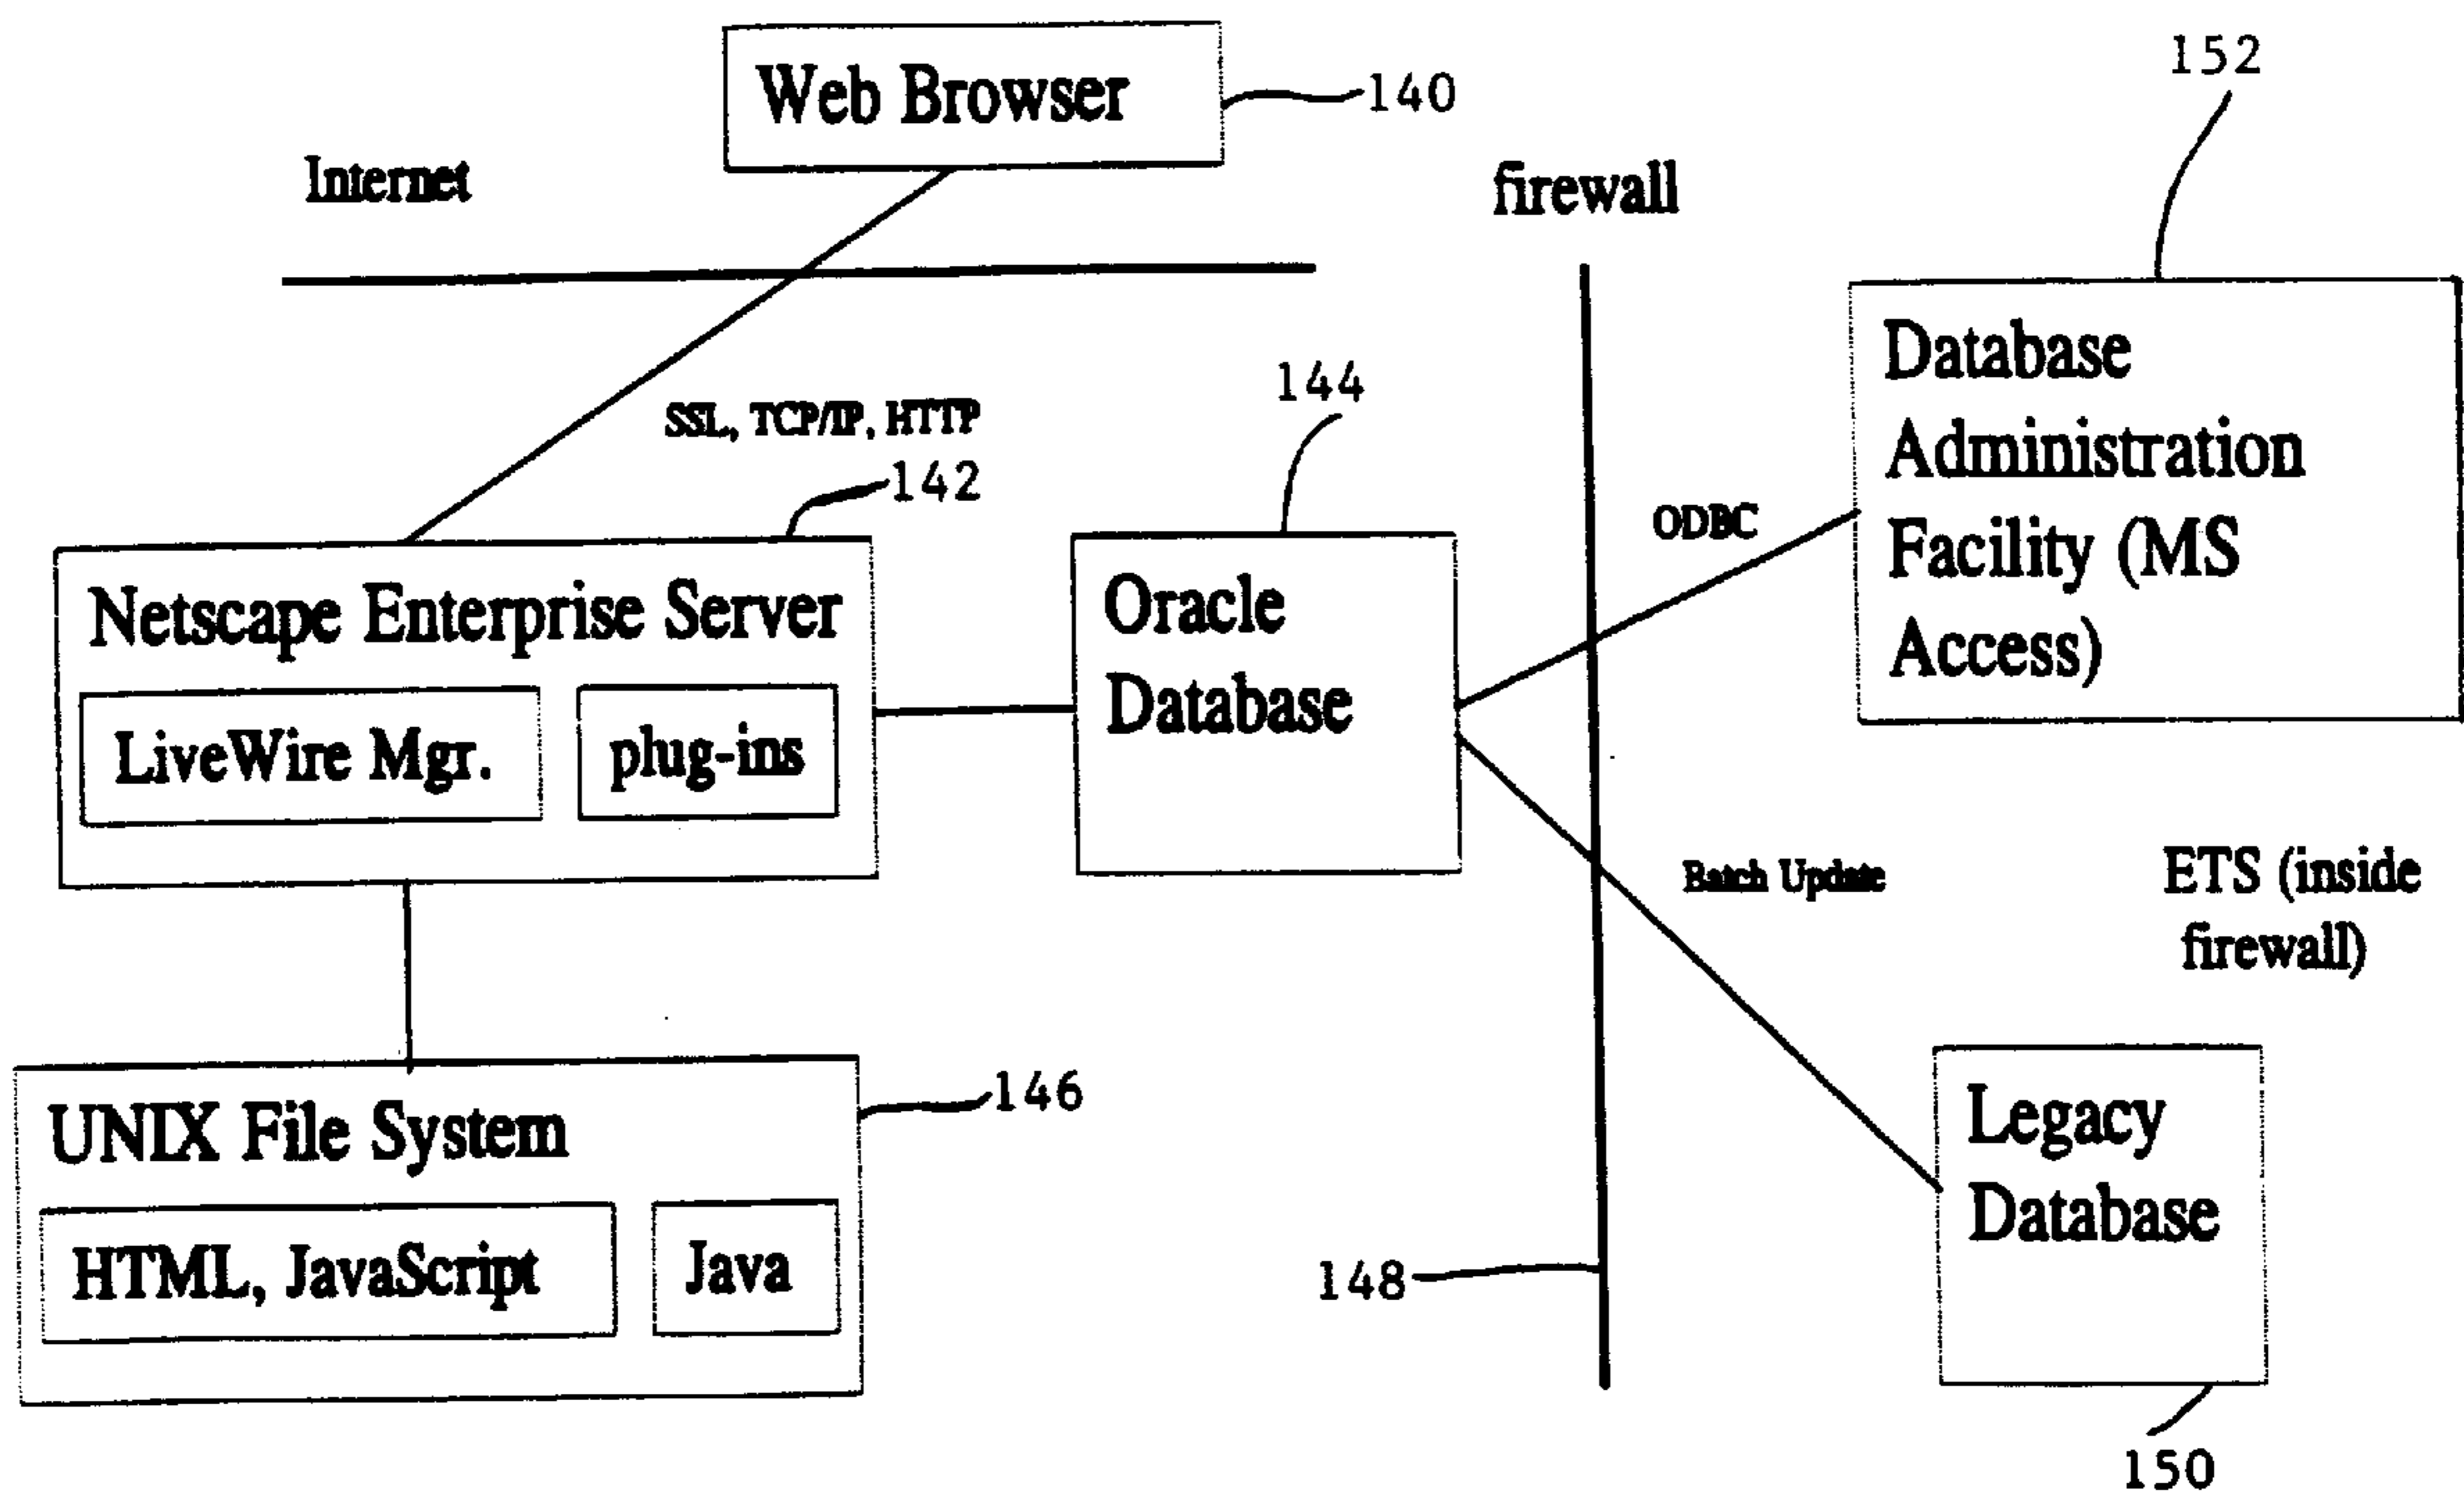 Web Browser
140
152
Internet
firewall
SSL, TCP/IP, HTTP
142
144
ODBC
Database
Administration
Facility (MS
Access)
Netscape Enterprise Server
LiveWire Mgr.
plug-ins
Oracle
Database
Batch Update
ETS (inside
firewall)
UNIX File System
146
HTML, JavaScript
Java
148
Legacy
Database
150